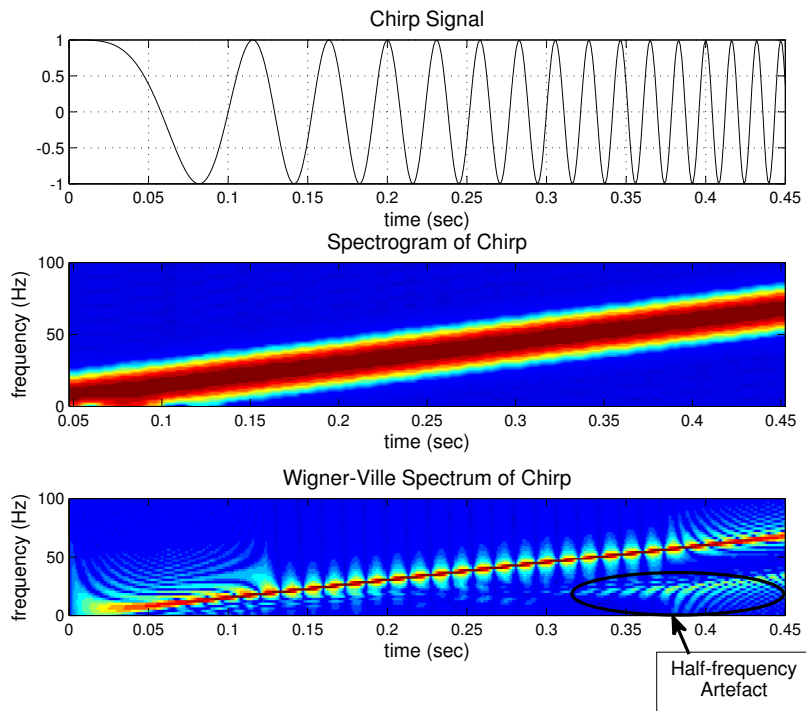 Chirp Signal
1
0.5
0
-0.5
-1
0 0.05 0.1 0.15 0.2 0.25 0.3 0.35 0.4 0.45
time (sec)
Spectrogram of Chirp
frequency (Hz)
100
50
0
0.05 0.1 0.15 0.2 0.25 0.3 0.35 0.4 0.45
time (sec)
Wigner-Ville Spectrum of Chirp
frequency (Hz)
100
50
0
0 0.05 0.1 0.15 0.2 0.25 0.3 0.35 0.4 0.45
time (sec)
Half-frequency
Artefact